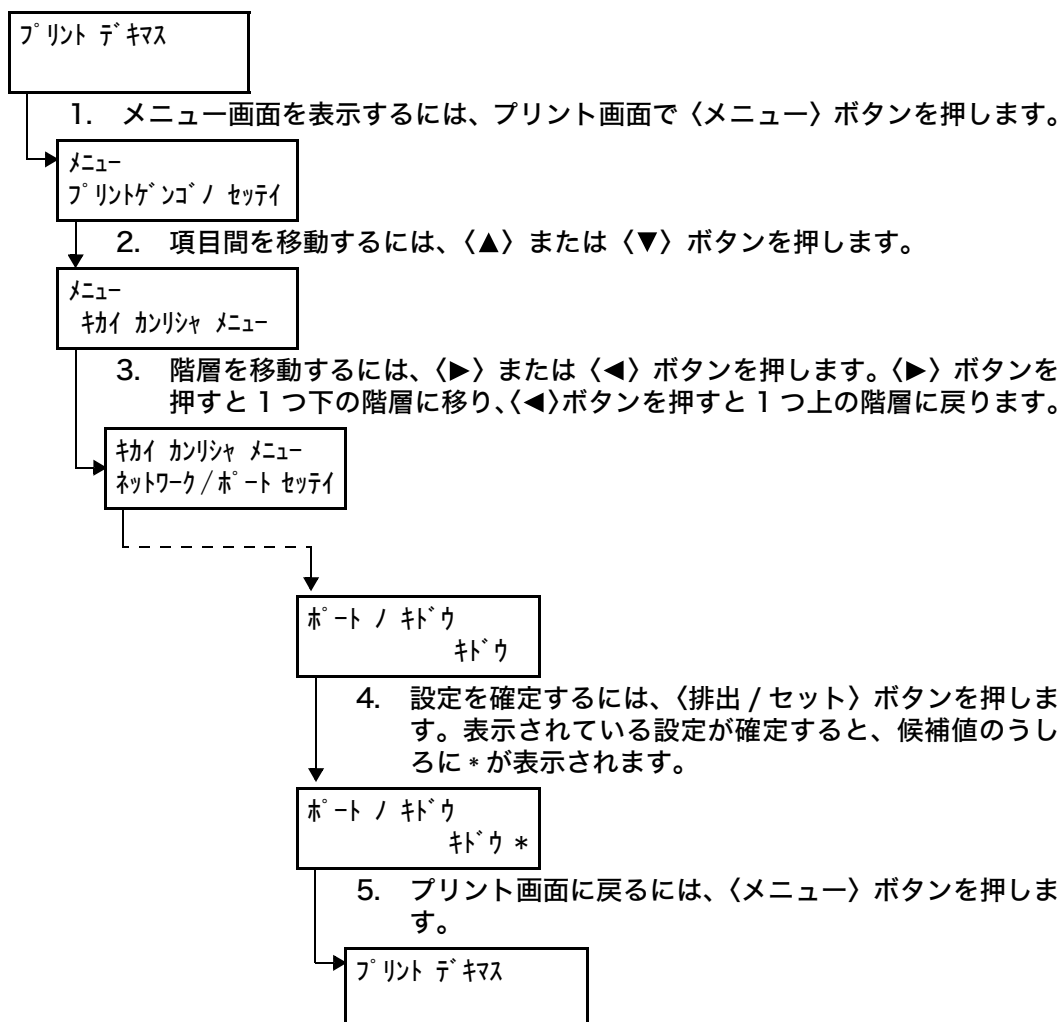 ﾌﾟﾘﾝﾄ ﾃﾞｷﾏｽ
1. メニュー画面を表示するには、プリント画面で〈メニュー〉ボタンを押します。
ﾒﾆｭｰ
ﾌﾟﾘﾝﾄｹﾞﾝｺﾞﾉ ｾｯﾃｲ
2. 項目間を移動するには、〈▲〉または〈▼〉ボタンを押します。
ﾒﾆｭｰ
ｷｶｲ ｶﾝﾘｼｬ ﾒﾆｭｰ
3. 階層を移動するには、〈▶〉または〈◀〉ボタンを押します。〈▶〉ボタンを
押すと 1 つ下の階層に移り、〈◀〉ボタンを押すと 1 つ上の階層に戻ります。
ｷｶｲ ｶﾝﾘｼｬ ﾒﾆｭｰ
ﾈｯﾄﾜｰｸ / ﾎﾟｰﾄ ｾｯﾃｲ
ﾎﾟｰﾄ ﾉ ｷﾄﾞｳ
ｷﾄﾞｳ
4. 設定を確定するには、〈排出 / セット〉ボタンを押しま
す。表示されている設定が確定すると、候補値のうし
ろに * が表示されます。
ﾎﾟｰﾄ ﾉ ｷﾄﾞｳ
ｷﾄﾞｳ *
5. プリント画面に戻るには、〈メニュー〉ボタンを押しま
す。
ﾌﾟﾘﾝﾄ ﾃﾞｷﾏｽ